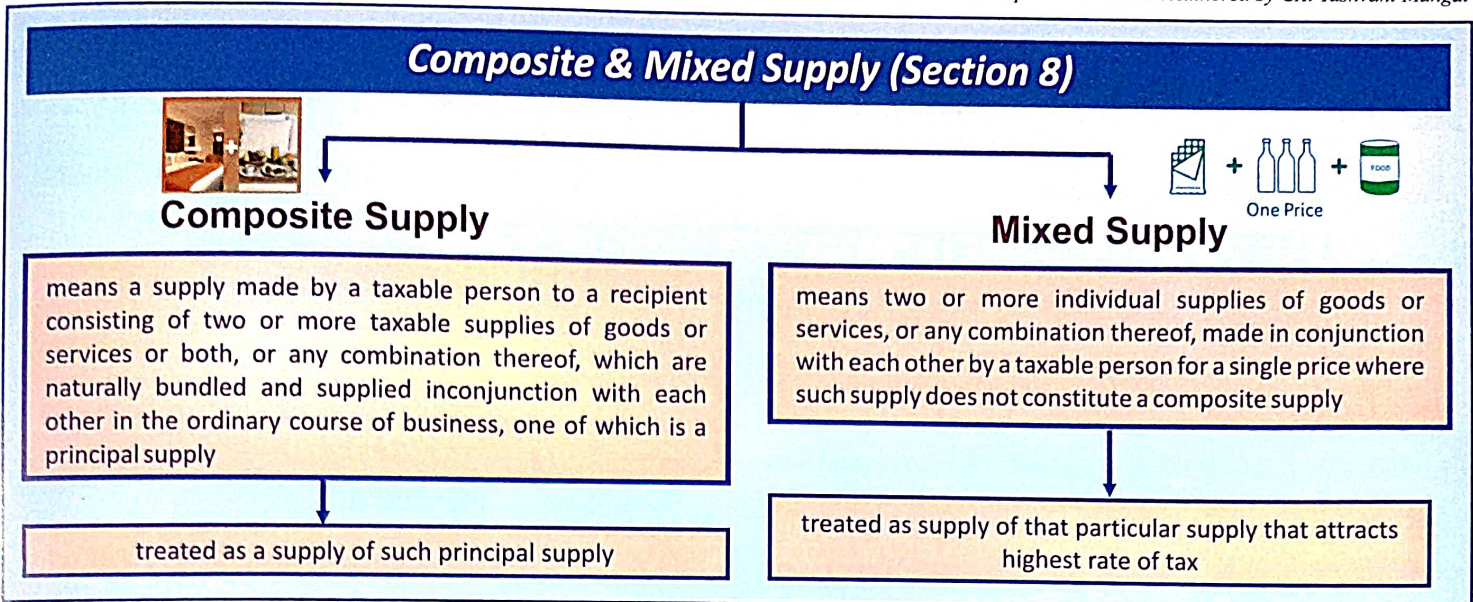 Composite & Mixed Supply (Section 8)
FOOD
One Price
Composite Supply
Mixed Supply
means a supply made by a taxable person to a recipient
consisting of two or more taxable supplies of goods or
services or both, or any combination thereof, which are
naturally bundled and supplied inconjunction with each
other in the ordinary course of business, one of which is a
principal supply
means two or more individual supplies of goods or
services, or any combination thereof, made in conjunction
with each other by a taxable person for a single price where
such supply does not constitute a composite supply
treated as a supply of such principal supply
treated as supply of that particular supply that attracts
highest rate of tax